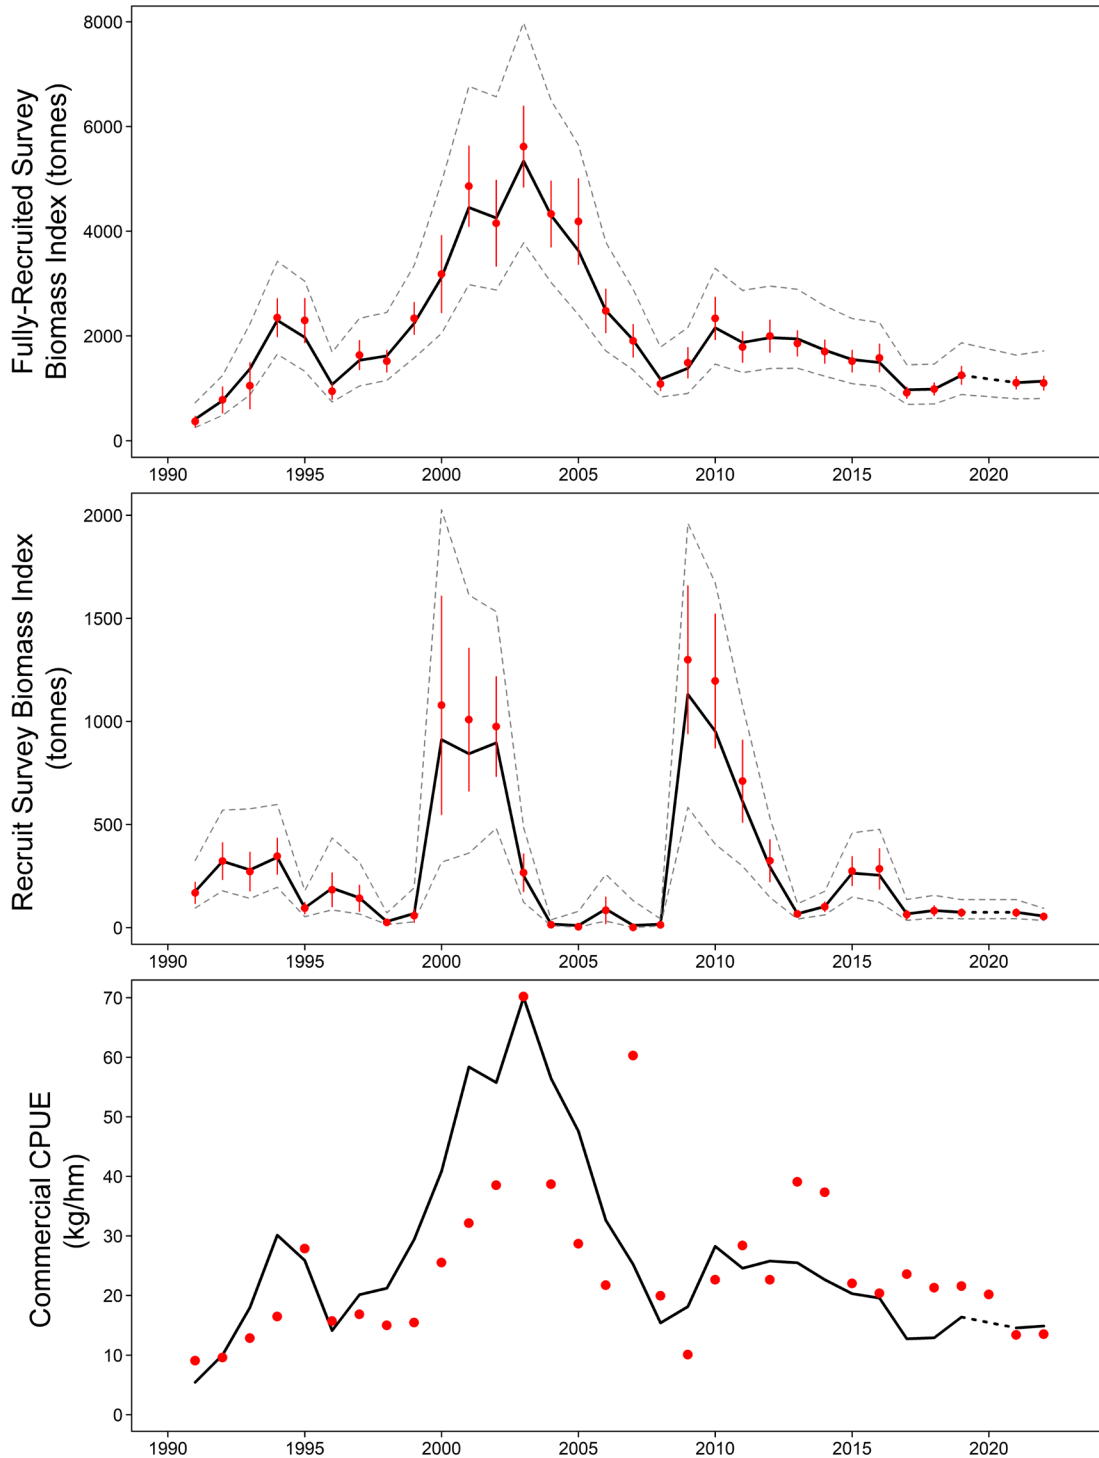 Fully-Recruited Survey
Biomass Index (tonnes)
8000
6000
4000
2000
0
1990 1995 2000 2005 2010 2015 2020
Recruit Survey Biomass Index
(tonnes)
2000
1500
1000
500
0
1990 1995 2000 2005 2010 2015 2020
Commercial CPUE
(kg/hm)
70
60
50
40
30
20
10
0
1990 1995 2000 2005 2010 2015 2020